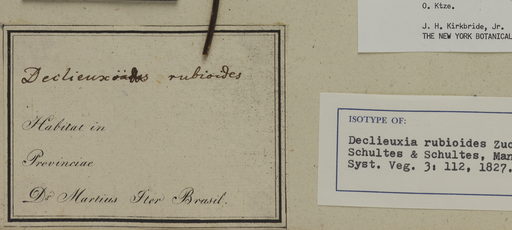 O. Ktze.
J. H. Kirkbride, Jr.
THE NEW YORK BOTANICAL
rubioides
Habitat in
Provinciae
Dr Martius Iter Brasil.
ISOTYPE OF:
Declieuxia rubioides Zuc
Schultes & Schultes, Man
Syst. Veg. 3: 112, 1827.